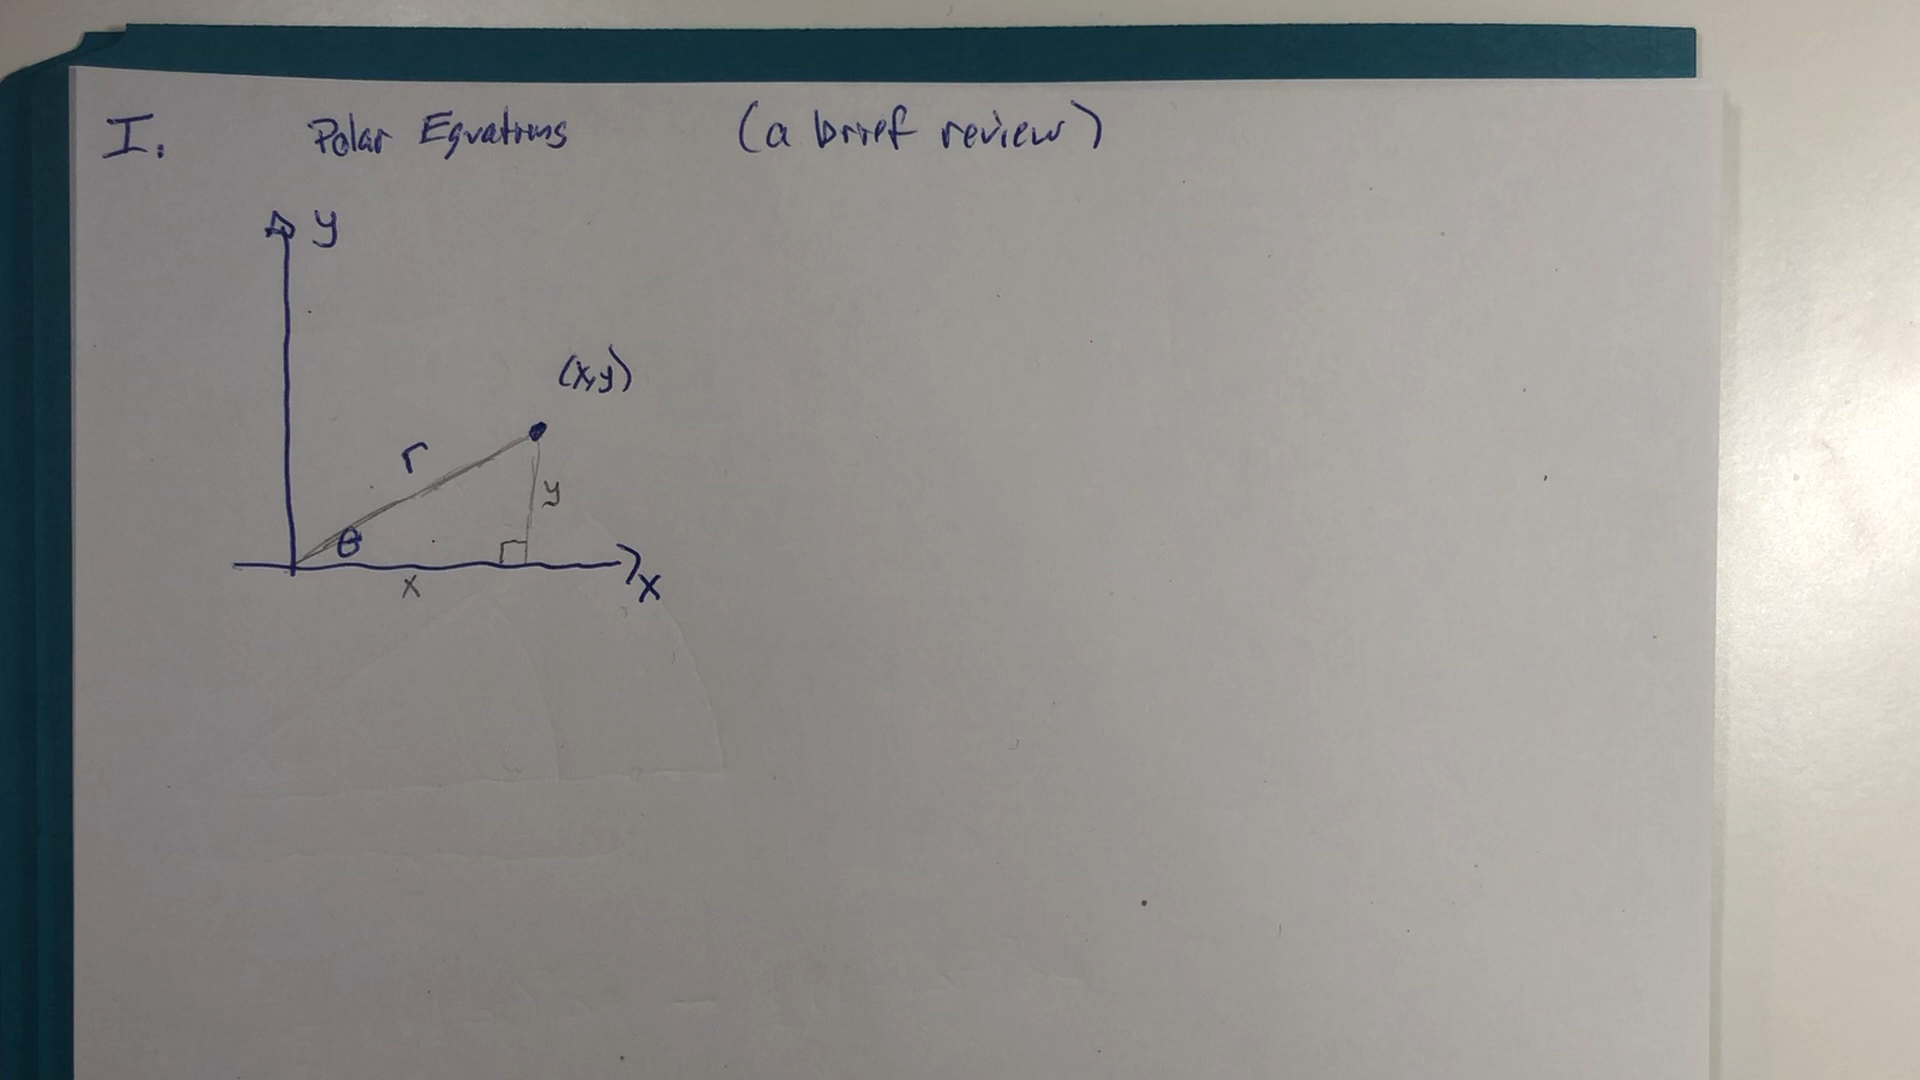 I. Polar Equations (a brief review)
y
(x,y)
r
y
θ
x
x